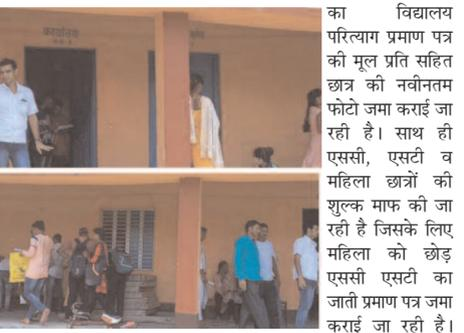 कार्यालय
का विद्यालय
परित्याग प्रमाण पत्र
की मूल प्रति सहित
छात्र की नवीनतम
फोटो जमा कराई जा
रही है। साथ ही
एससी, एसटी व
महिला छात्रों की
शुल्क माफ की जा
रही है जिसके लिए
महिला को छोड़
एससी एसटी का
जाती प्रमाण पत्र जमा
कराई जा रही है।